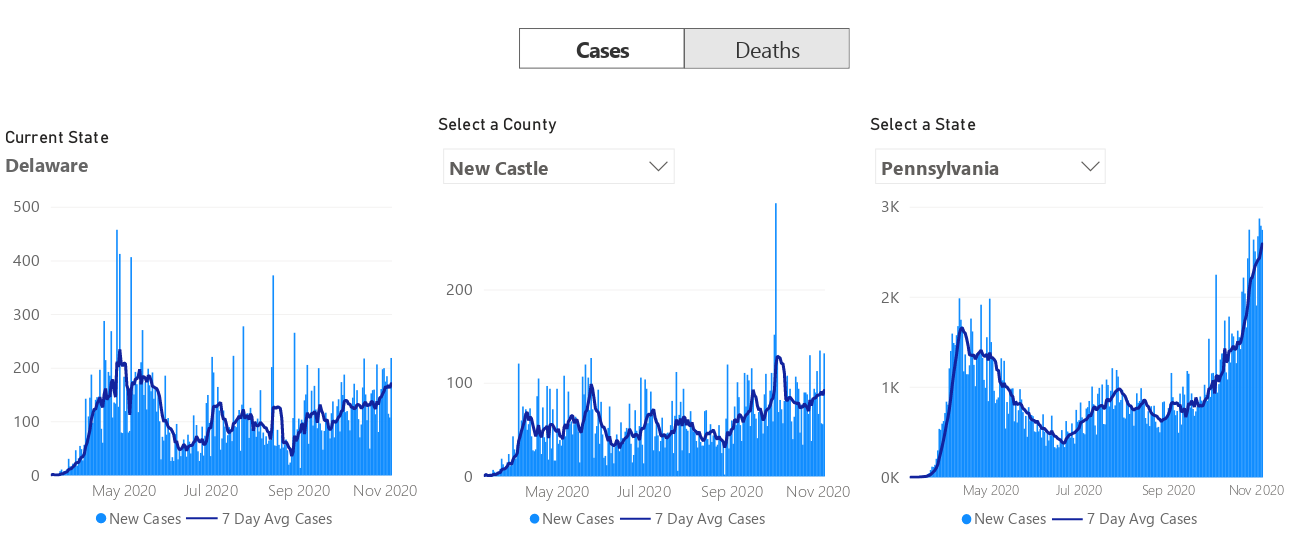 Cases Deaths
Current State
Delaware
Select a County
New Castle
Select a State
Pennsylvania
500
400
300
200
100
0
May 2020 Jul 2020 Sep 2020 Nov 2020
New Cases 7 Day Avg Cases
200
100
0
May 2020 Jul 2020 Sep 2020 Nov 2020
New Cases 7 Day Avg Cases
3K
2K
1K
0K
May 2020 Jul 2020 Sep 2020 Nov 2020
New Cases 7 Day Avg Cases